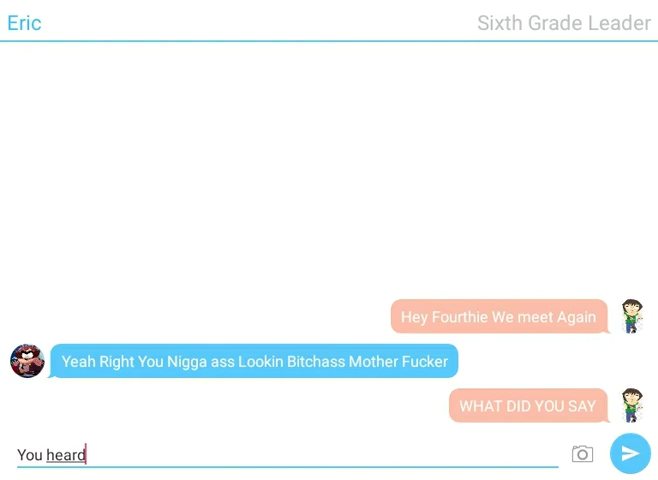 Eric
Sixth Grade Leader
Hey Fourthie We meet Again
Yeah Right You Nigga ass Lookin Bitchass Mother Fucker
WHAT DID YOU SAY
You heard